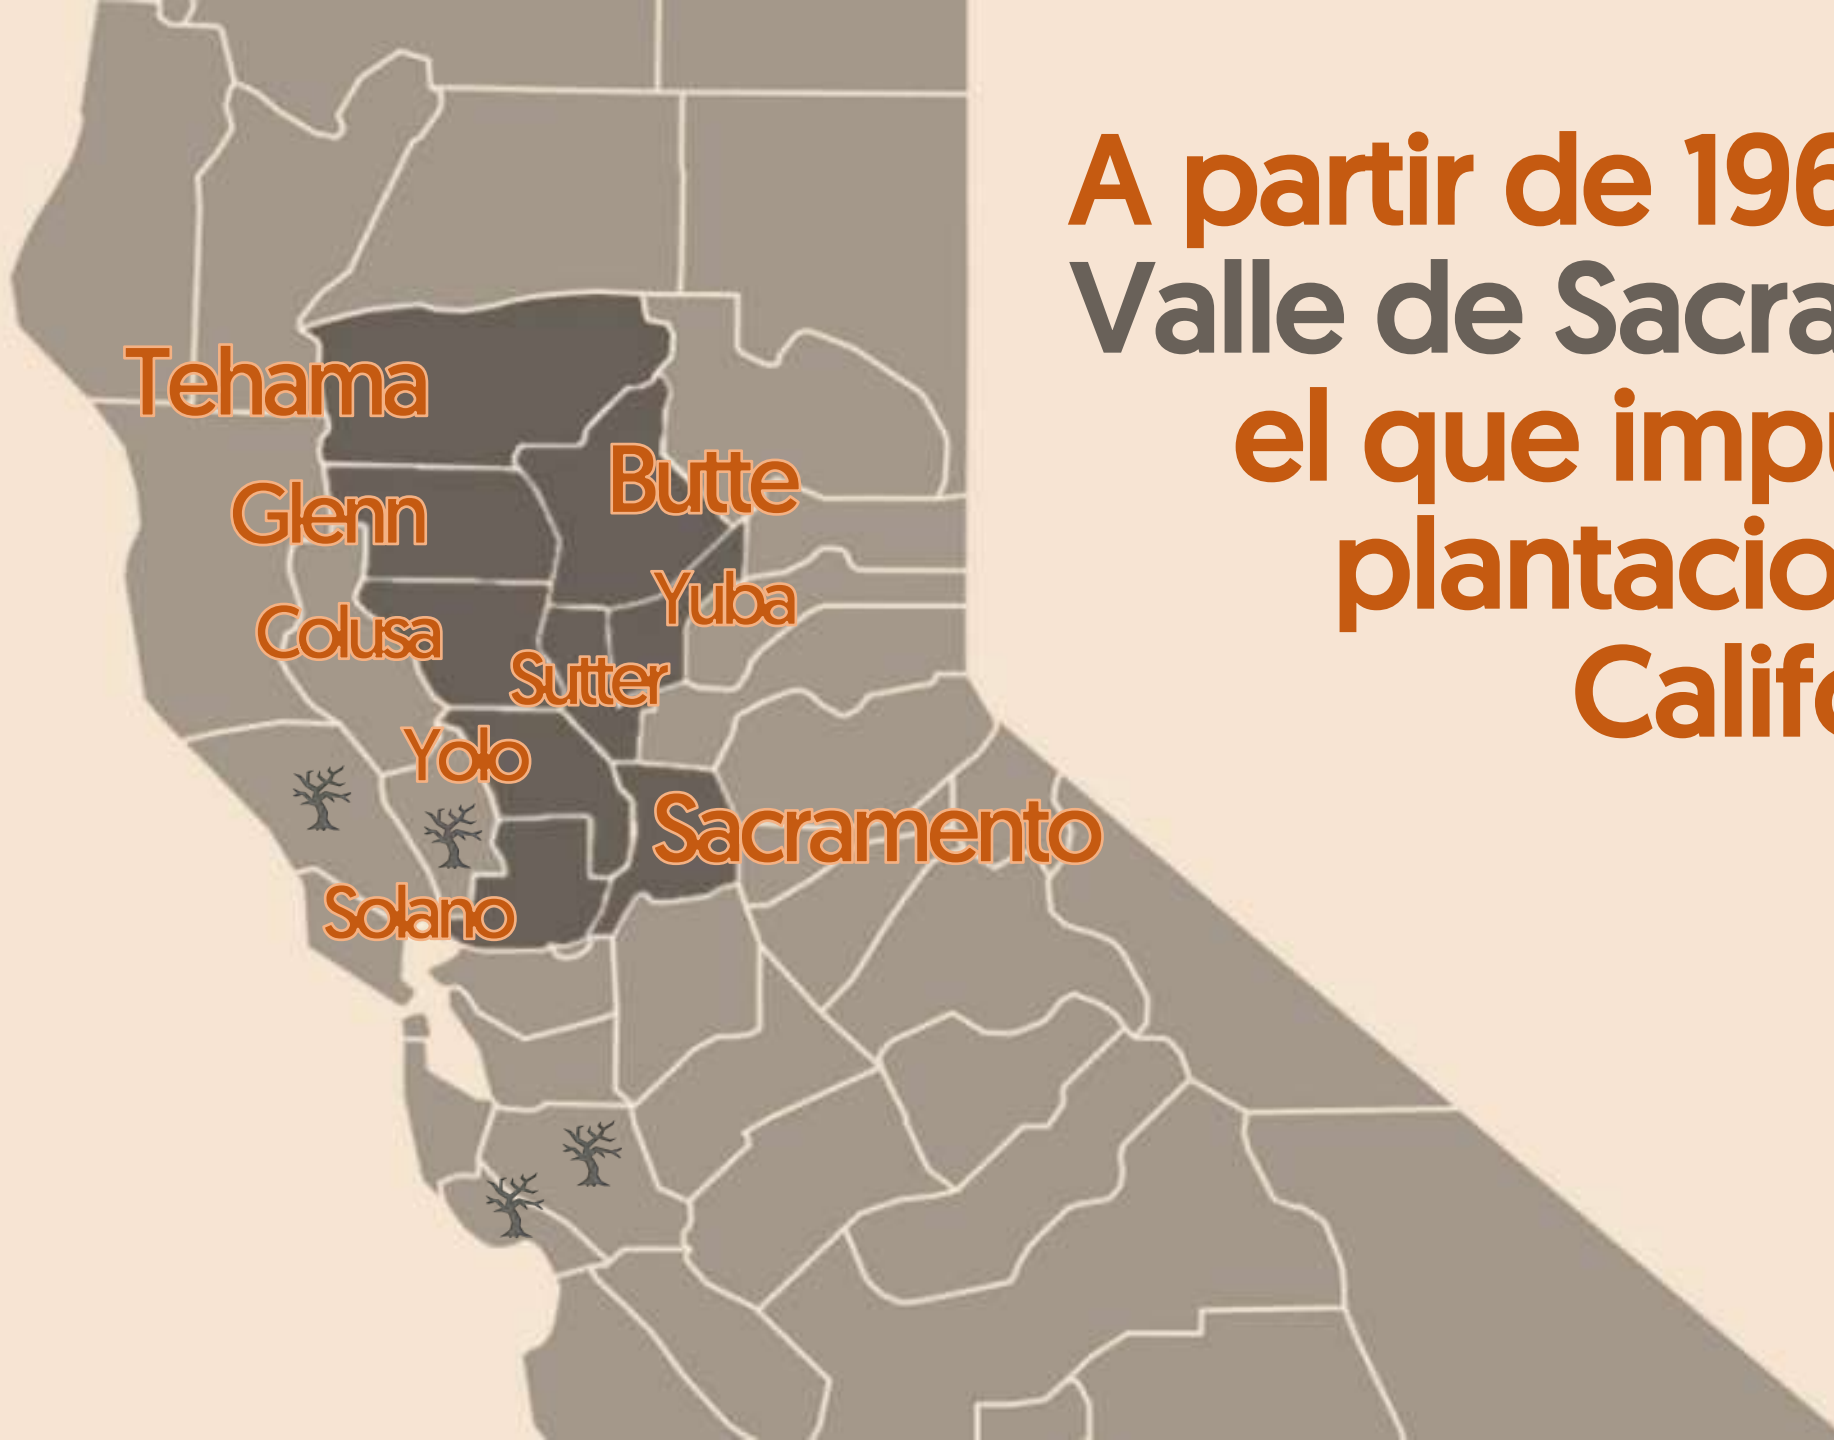 Tehama
Butte
Glenn
Yuba
Colusa
Sutter
Yolo
Sacramento
Solano
A partir de 196
Valle de Sacra
el que impu
plantacio
Califo